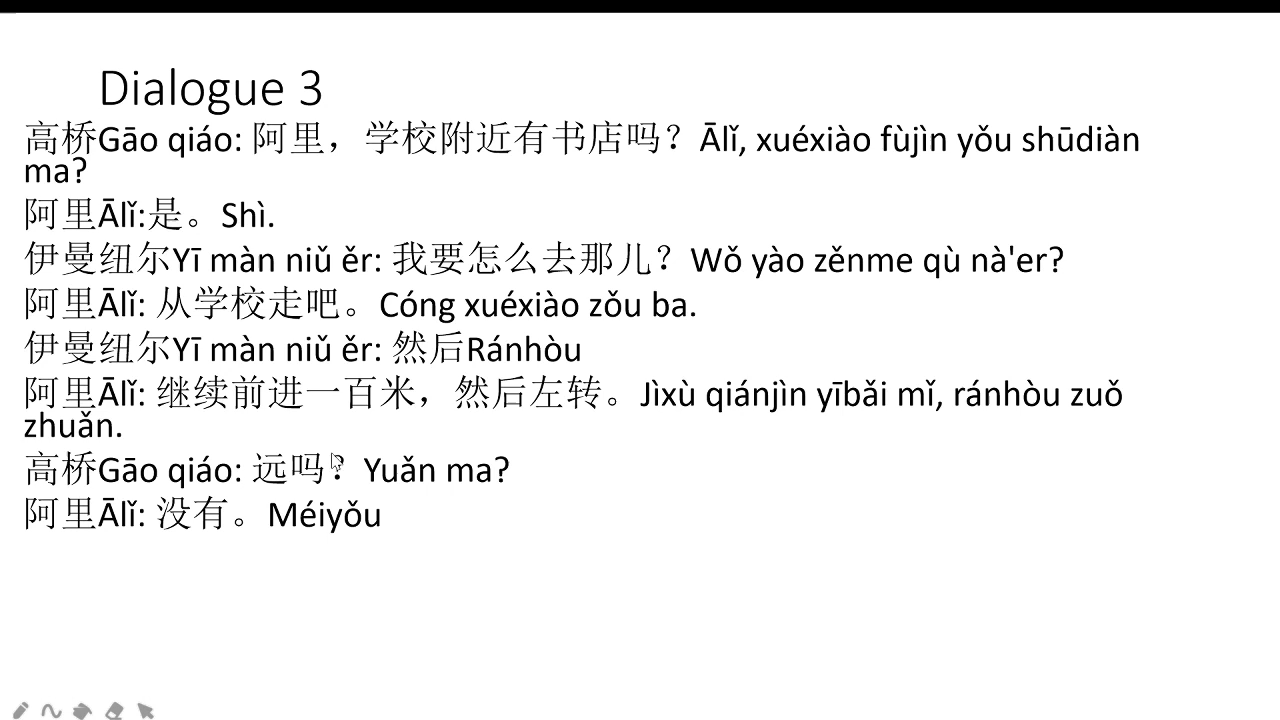 Dialogue 3
高桥Gāo qiáo: 阿里，学校附近有书店吗？Ālǐ, xuéxiào fùjìn yǒu shūdiàn
ma?
阿里Ālǐ:是。Shì.
伊曼纽尔Yī màn niǔ ěr: 我要怎么去那儿？Wǒ yào zěnme qù nà'er?
阿里Ālǐ: 从学校走吧。Cóng xuéxiào zǒu ba.
伊曼纽尔Yī màn niǔ ěr: 然后Ránhòu
阿里Ālǐ: 继续前进一百米，然后左转。Jìxù qiánjìn yībǎi mǐ, ránhòu zuǒ
zhuǎn.
高桥Gāo qiáo: 远吗？Yuǎn ma?
阿里Ālǐ: 没有。Méiyǒu